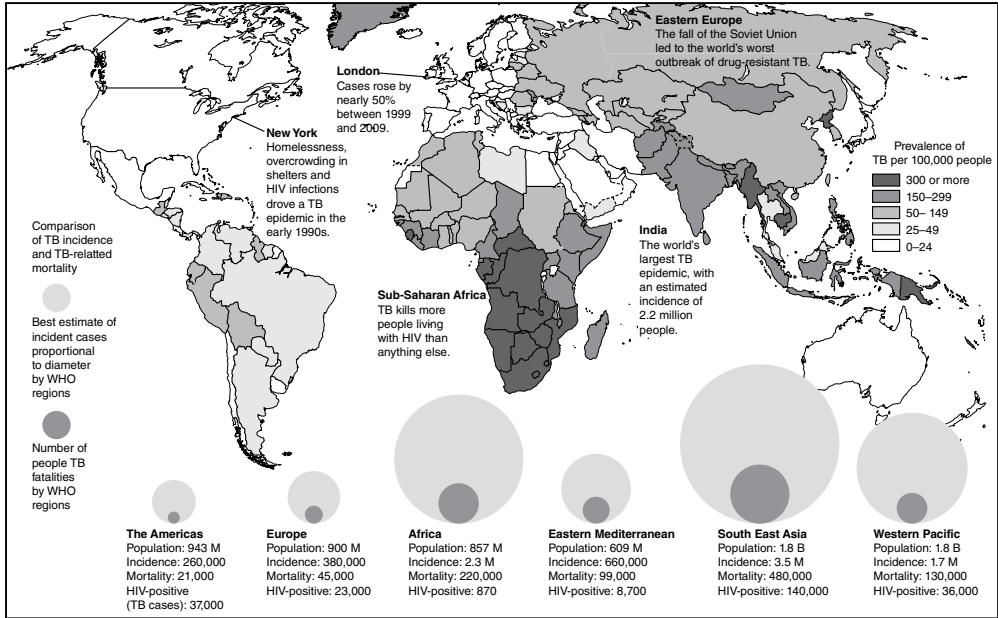 Eastern Europe
The fall of the Soviet Union
led to the world's worst
outbreak of drug-resistant TB.
London
Cases rose by
nearly 50%
between 1999
and 2009.
New York
Homelessness,
overcrowding in
shelters and
HIV infections
drove a TB
epidemic in the
early 1990s.
Prevalence of
TB per 100,000 people
300 or more
150–299
50– 149
25–49
0–24
Comparison
of TB incidence
and TB-relatted
mortality
Best estimate of
incident cases
proportional
to diameter
by WHO
regions
Number of
people TB
fatalities
by WHO
regions
Sub-Saharan Africa
TB kills more
people living
with HIV than
anything else.
India
The world's
largest TB
epidemic, with
an estimated
incidence of
2.2 million
people.
The Americas
Population: 943 M
Incidence: 260,000
Mortality: 21,000
HIV-positive
(TB cases): 37,000
Europe
Population: 900 M
Incidence: 380,000
Mortality: 45,000
HIV-positive: 23,000
Africa
Population: 857 M
Incidence: 2.3 M
Mortality: 220,000
HIV-positive: 870
Eastern Mediterranean
Population: 609 M
Incidence: 660,000
Mortality: 99,000
HIV-positive: 8,700
South East Asia
Population: 1.8 B
Incidence: 3.5 M
Mortality: 480,000
HIV-positive: 140,000
Western Pacific
Population: 1.8 B
Incidence: 1.7 M
Mortality: 130,000
HIV-positive: 36,000